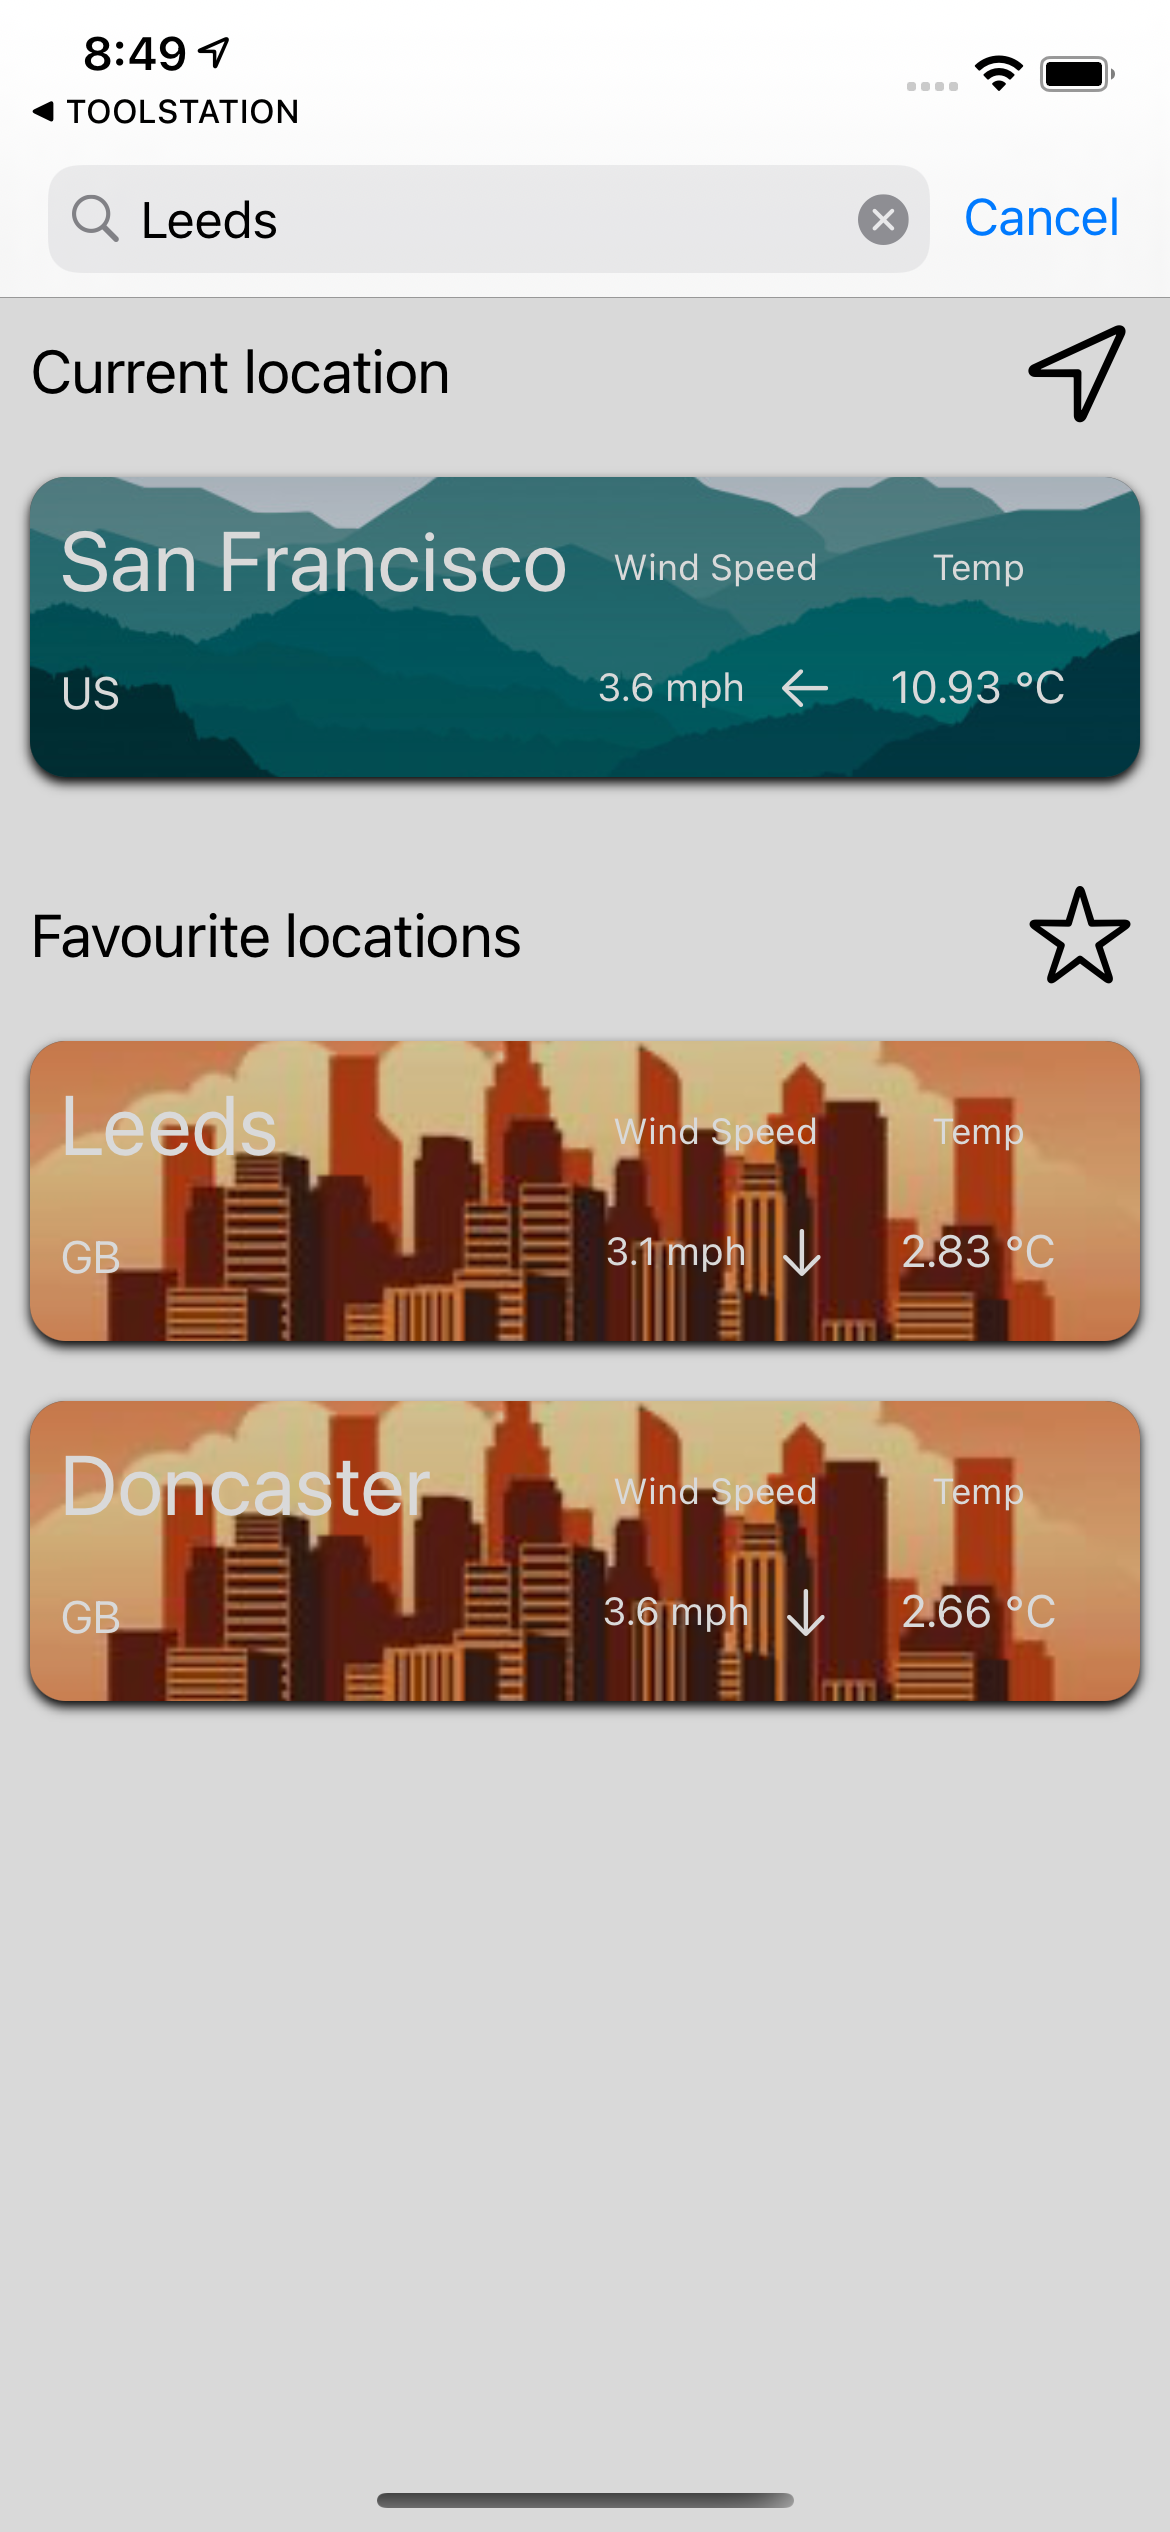 8:49
TOOLSTATION
Leeds
Cancel
Current location
San Francisco
Wind Speed
Temp
US
3.6 mph
10.93 °C
Favourite locations
Leeds
Wind Speed
Temp
GB
3.1 mph
2.83 °C
Doncaster
Wind Speed
Temp
GB
3.6 mph
2.66 °C